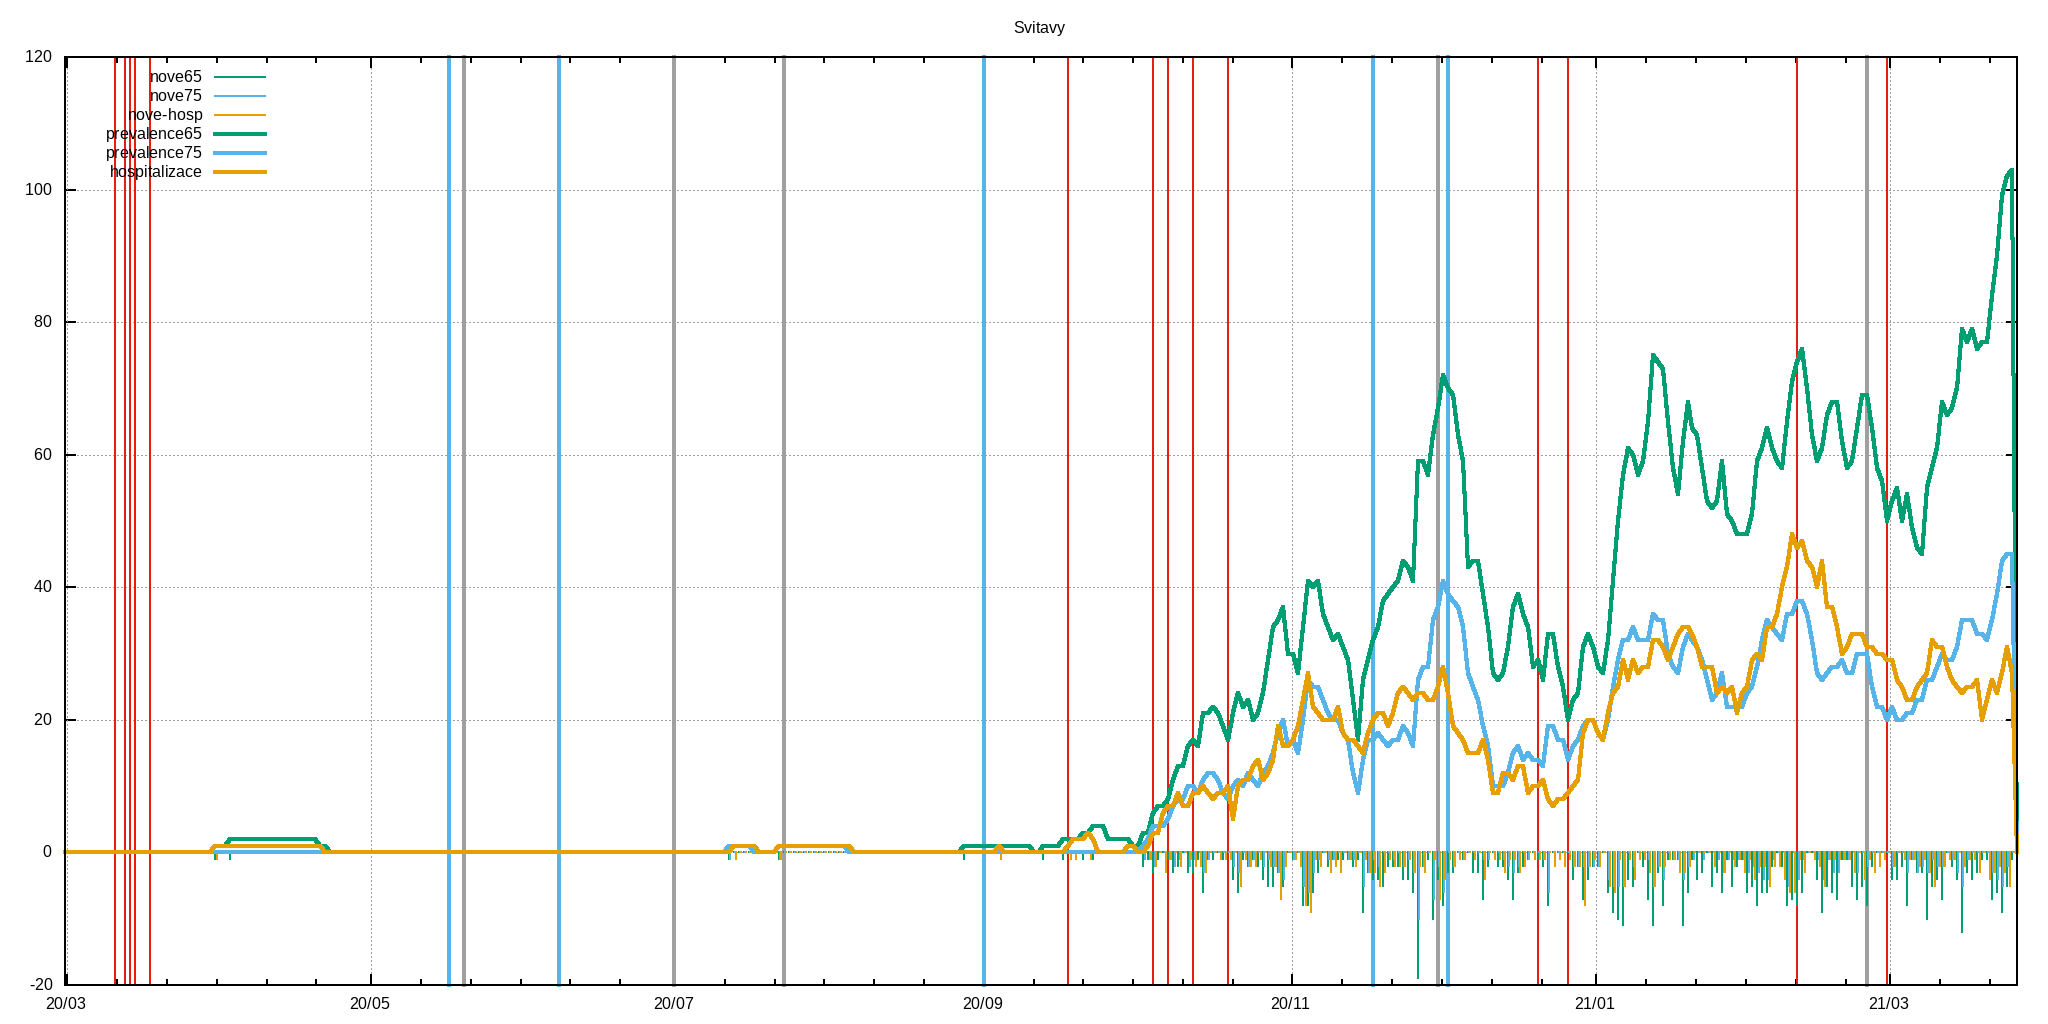 Svitavy
120
nove65
nove75
nove-hosp
prevalence65
prevalence75
hospitalizace
100
80
60
40
20
0
-20
20/03 20/05 20/07 20/09 20/11 21/01 21/03